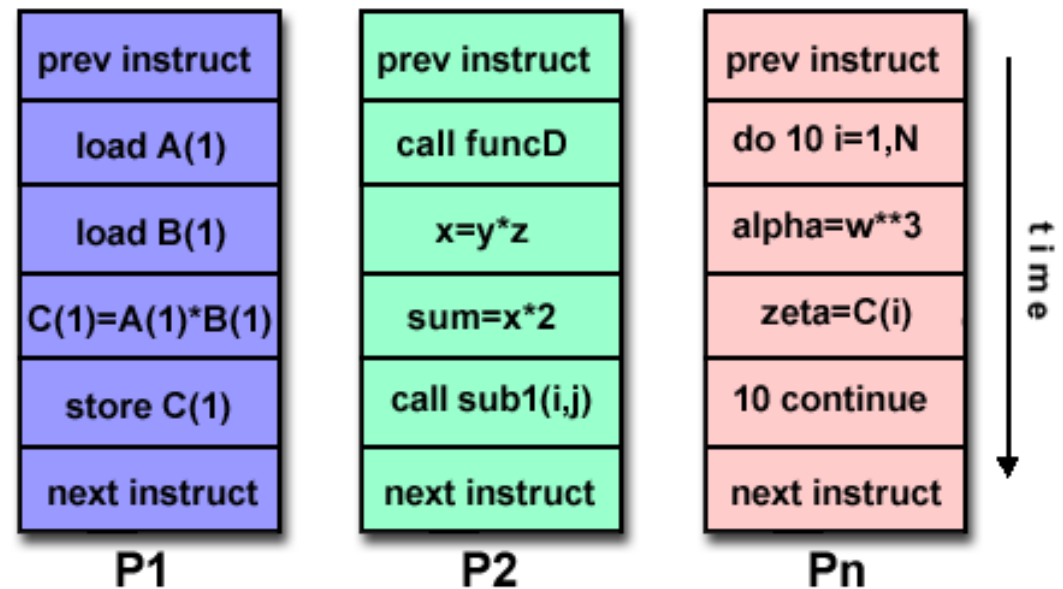 prev instruct
load A(1)
load B(1)
C(1)=A(1)*B(1)
store C(1)
next instruct
P1
prev instruct
call funcD
x=y*z
sum=x*2
call sub1(i,j)
next instruct
P2
prev instruct
do 10 i=1,N
alpha=w**3
zeta=C(i)
10 continue
next instruct
Pn
time